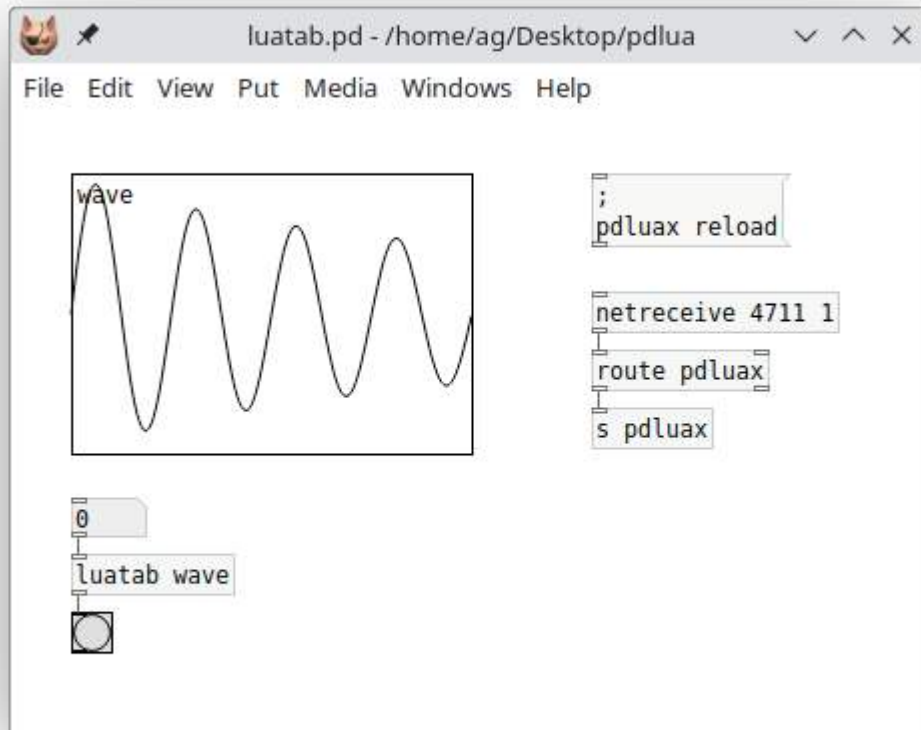 luatab.pd - /home/ag/Desktop/pdlua
File Edit View Put Media Windows Help
wave
;
pdluax reload
netreceive 4711 1
route pdluax
s pdluax
0
luatab wave